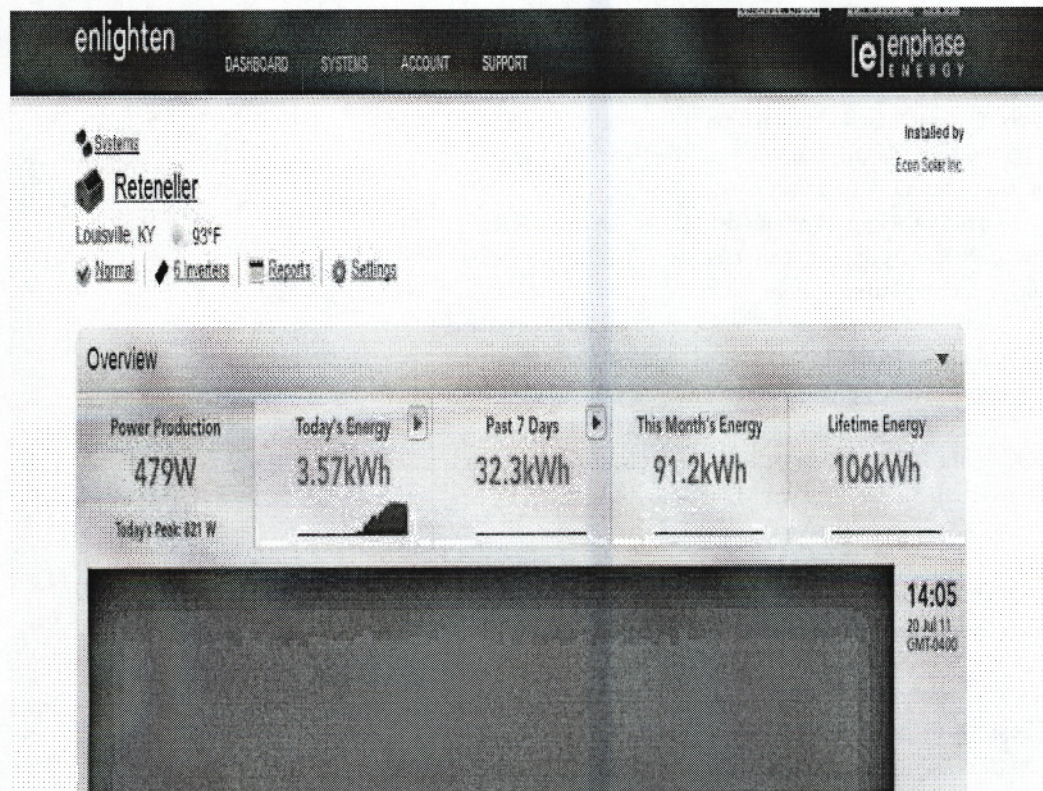 enlighten
DASHBOARD SYSTEMS ACCOUNT SUPPORT
[e] enphase
ENERGY
Systems
Installed by
Econ Solar Inc.
Reteneller
Louisville, KY 93°F
Normal 6 Inverters Reports Settings
Overview
Power Production
479W
Today's Peak: 821 W
Today's Energy
3.57kWh
Past 7 Days
32.3kWh
This Month's Energy
91.2kWh
Lifetime Energy
106kWh
14:05
20 Jul 11
GMT-0400